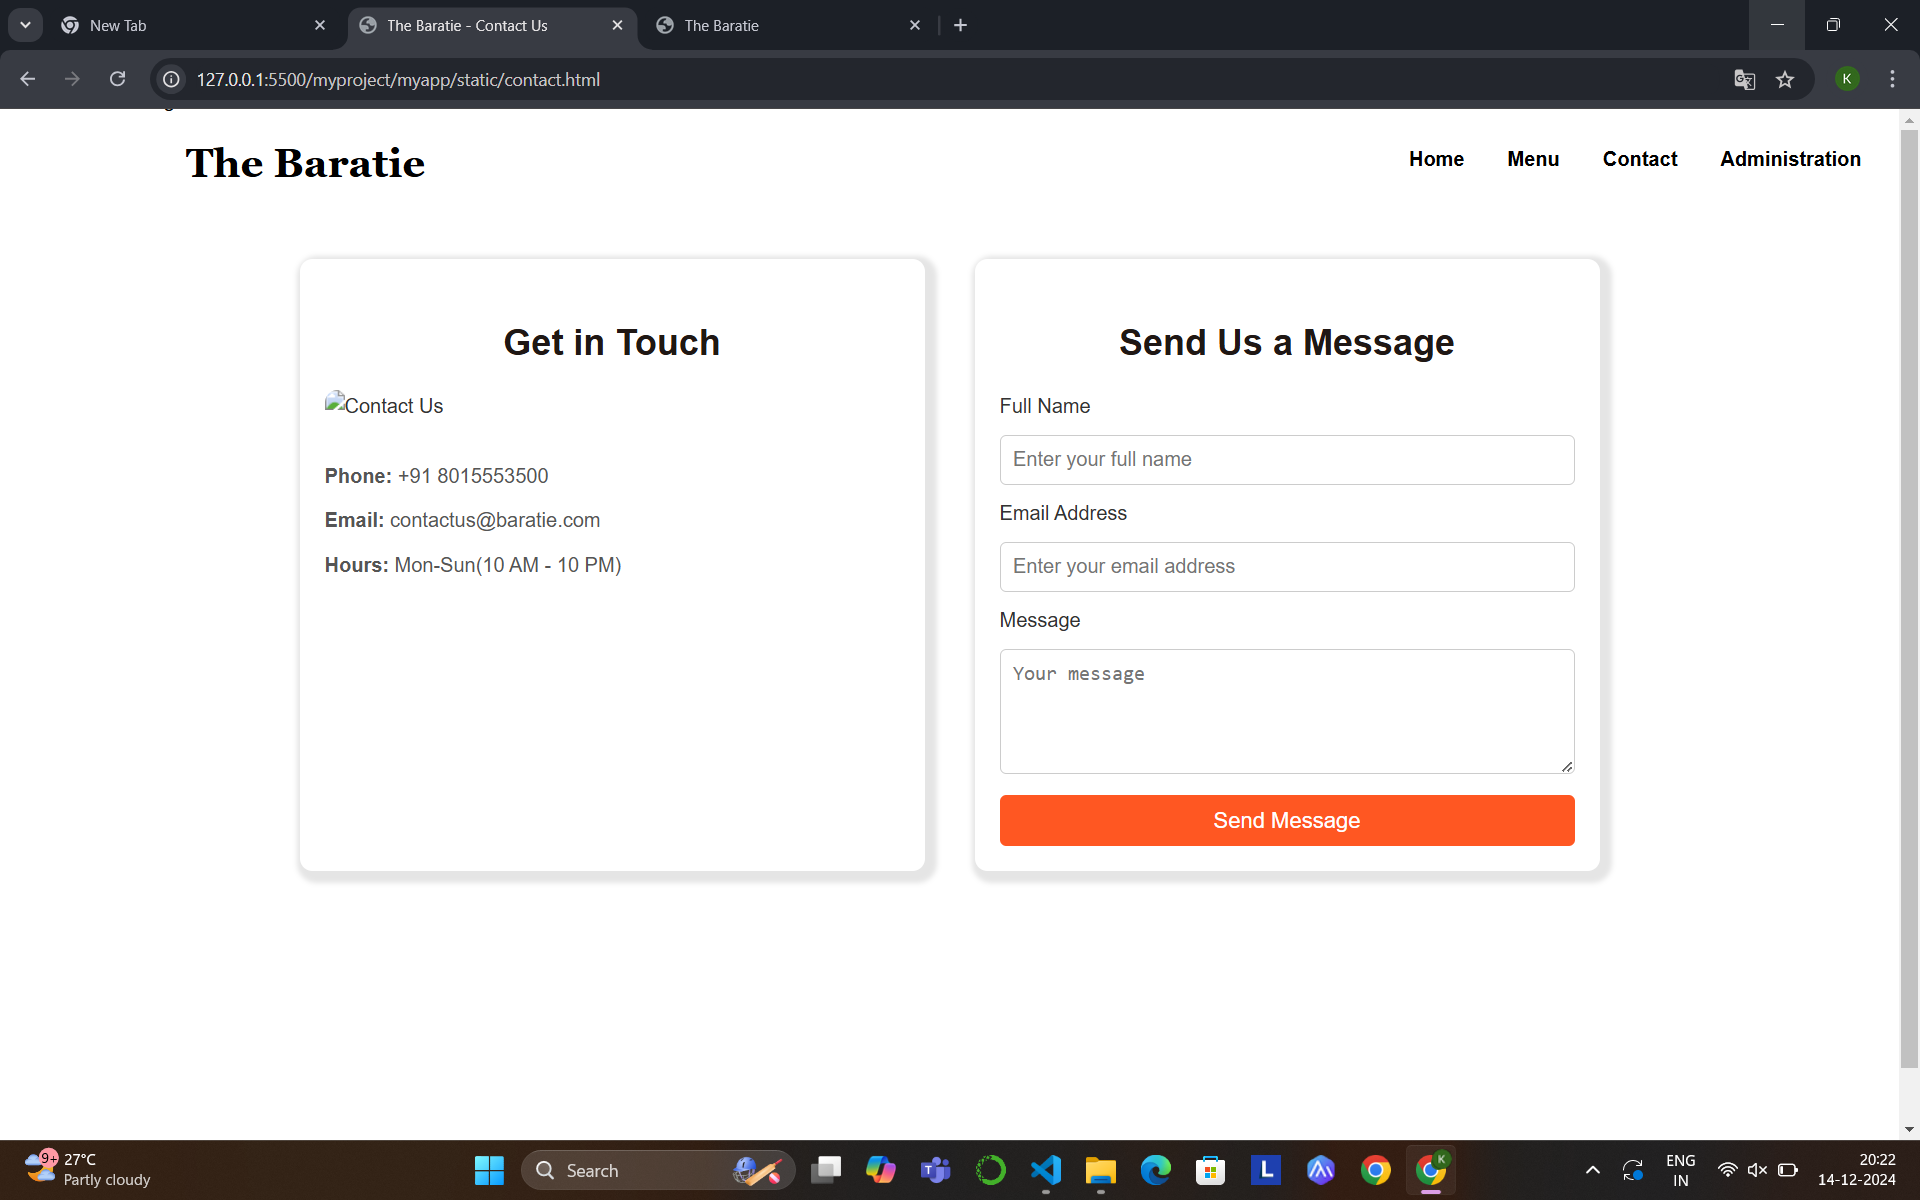 New Tab
The Baratie - Contact Us
The Baratie
127.0.0.1:5500/myproject/myapp/static/contact.html
K
The Baratie
Home Menu Contact Administration
Get in Touch
Contact Us
Phone: +91 8015553500
Email: contactus@baratie.com
Hours: Mon-Sun(10 AM - 10 PM)
Send Us a Message
Full Name
Enter your full name
Email Address
Enter your email address
Message
Your message
Send Message
9+
27°C
Partly cloudy
Search
L
K
ENG
IN
20:22
14-12-2024